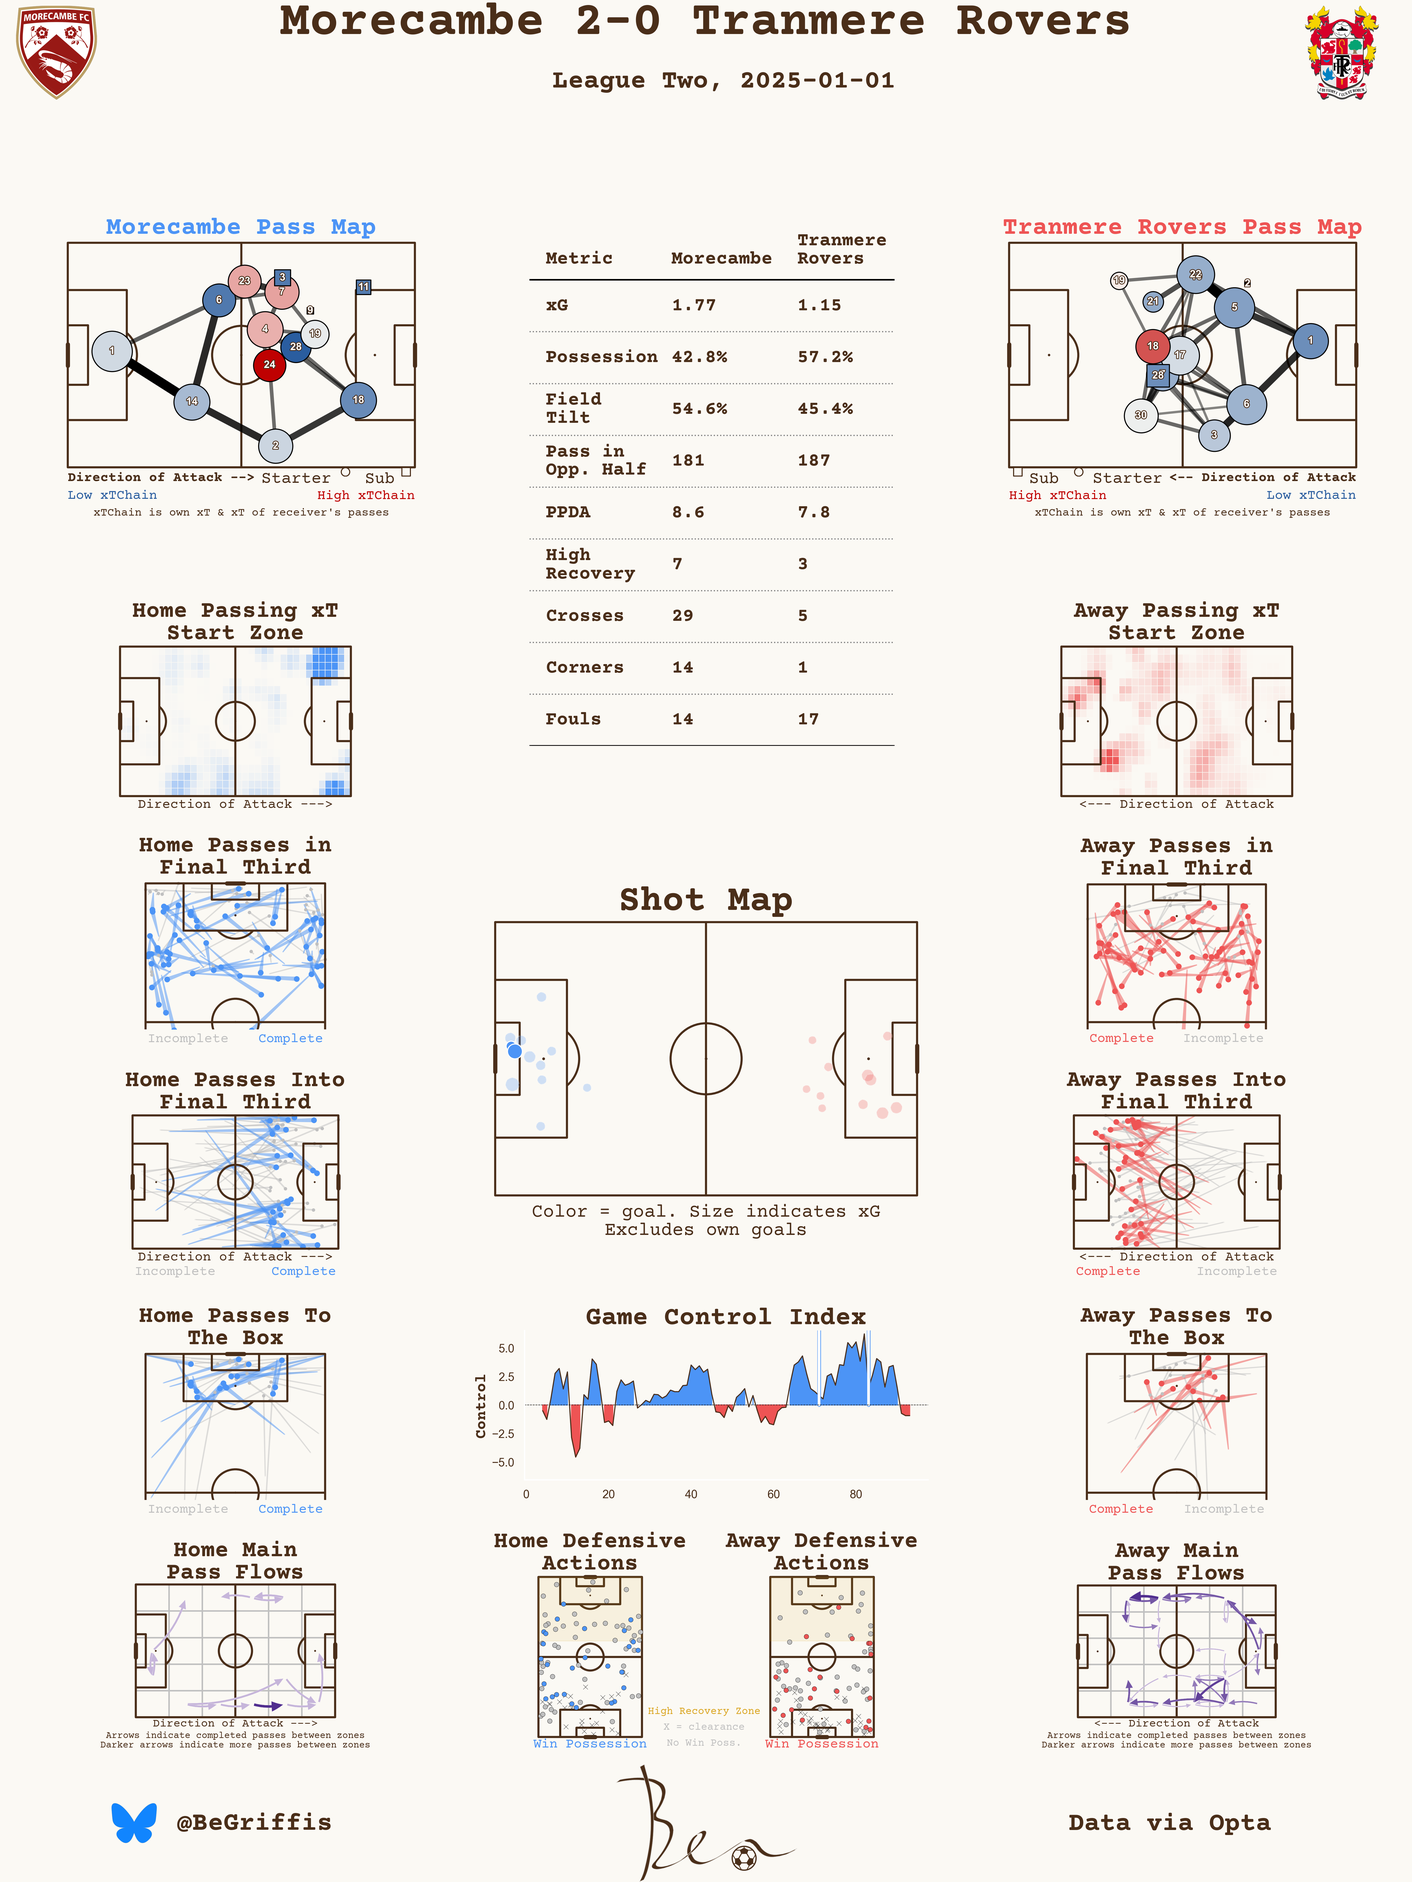 Morecambe 2-0 Tranmere Rovers
League Two, 2025-01-01
MORECAMBE FC
Morecambe Pass Map
23
3
7
11
6
9
4
19
1
28
24
14
18
2
Direction of Attack --> Starter Sub
Low xTChain High xTChain
xTChain is own xT & xT of receiver's passes
Metric Morecambe Tranmere Rovers
xG 1.77 1.15
Possession 42.8% 57.2%
Field Tilt 54.6% 45.4%
Pass in Opp. Half 181 187
PPDA 8.6 7.8
High Recovery 7 3
Crosses 29 5
Corners 14 1
Fouls 14 17
Tranmere Rovers Pass Map
19
22
2
21
5
18
17
1
28
30
6
3
Sub Starter <-- Direction of Attack
High xTChain Low xTChain
xTChain is own xT & xT of receiver's passes
Home Passing xT
Start Zone
Direction of Attack --->
Away Passing xT
Start Zone
<--- Direction of Attack
Home Passes in
Final Third
Incomplete Complete
Away Passes in
Final Third
Complete Incomplete
Shot Map
Color = goal. Size indicates xG
Excludes own goals
Home Passes Into
Final Third
Direction of Attack --->
Incomplete Complete
Away Passes Into
Final Third
<--- Direction of Attack
Complete Incomplete
Home Passes To
The Box
Incomplete Complete
Game Control Index
Control
5.0
2.5
0.0
−2.5
−5.0
0 20 40 60 80
Away Passes To
The Box
Complete Incomplete
Home Main
Pass Flows
Direction of Attack --->
Arrows indicate completed passes between zones
Darker arrows indicate more passes between zones
Home Defensive
Actions
Win Possession
High Recovery Zone
X = clearance
No Win Poss.
Away Defensive
Actions
Win Possession
Away Main
Pass Flows
<--- Direction of Attack
Arrows indicate completed passes between zones
Darker arrows indicate more passes between zones
@BeGriffis
Ben
Data via Opta